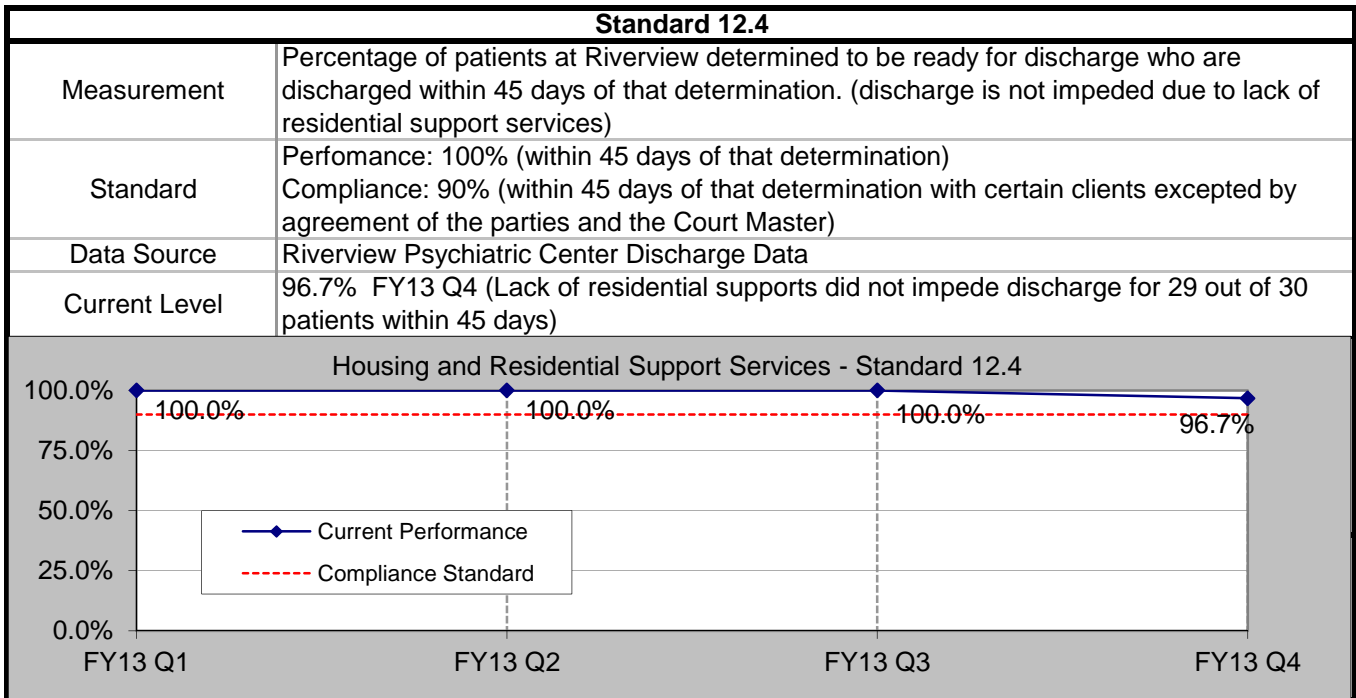 Standard 12.4
Measurement
Percentage of patients at Riverview determined to be ready for discharge who are
discharged within 45 days of that determination. (discharge is not impeded due to lack of
residential support services)
Standard
Perfomance: 100% (within 45 days of that determination)
Compliance: 90% (within 45 days of that determination with certain clients excepted by
agreement of the parties and the Court Master)
Data Source
Riverview Psychiatric Center Discharge Data
Current Level
96.7% FY13 Q4 (Lack of residential supports did not impede discharge for 29 out of 30
patients within 45 days)
Housing and Residential Support Services - Standard 12.4
100.0%
75.0%
50.0%
25.0%
0.0%
100.0%
100.0%
100.0%
96.7%
Current Performance
Compliance Standard
FY13 Q1
FY13 Q2
FY13 Q3
FY13 Q4